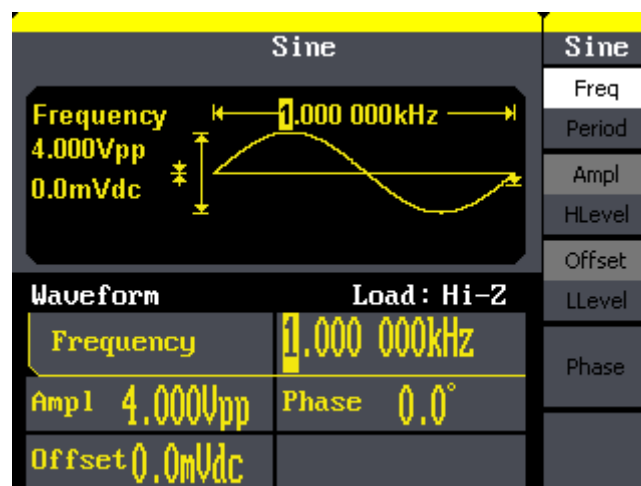 Sine
Frequency 1.000 000kHz
4.000Vpp
0.0mVdc
Waveform Load: Hi-Z
Frequency 1.000 000kHz
Ampl 4.000Vpp Phase 0.0°
Offset 0.0mVdc
Sine
Freq
Period
Ampl
HLevel
Offset
LLevel
Phase